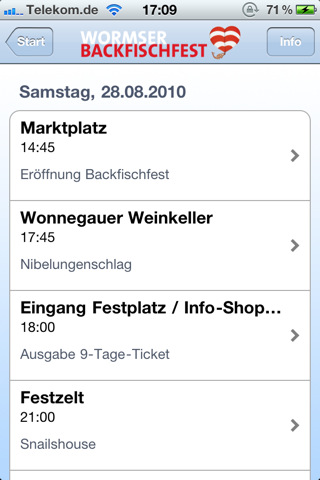 Telekom.de 17:09 71%
Start WORMSER BACKFISCHFEST Info
Samstag, 28.08.2010
Marktplatz
14:45
Eröffnung Backfischfest
Wonnegauer Weinkeller
17:45
Nibelungenschlag
Eingang Festplatz / Info-Shop...
18:00
Ausgabe 9-Tage-Ticket
Festzelt
21:00
Snailshouse